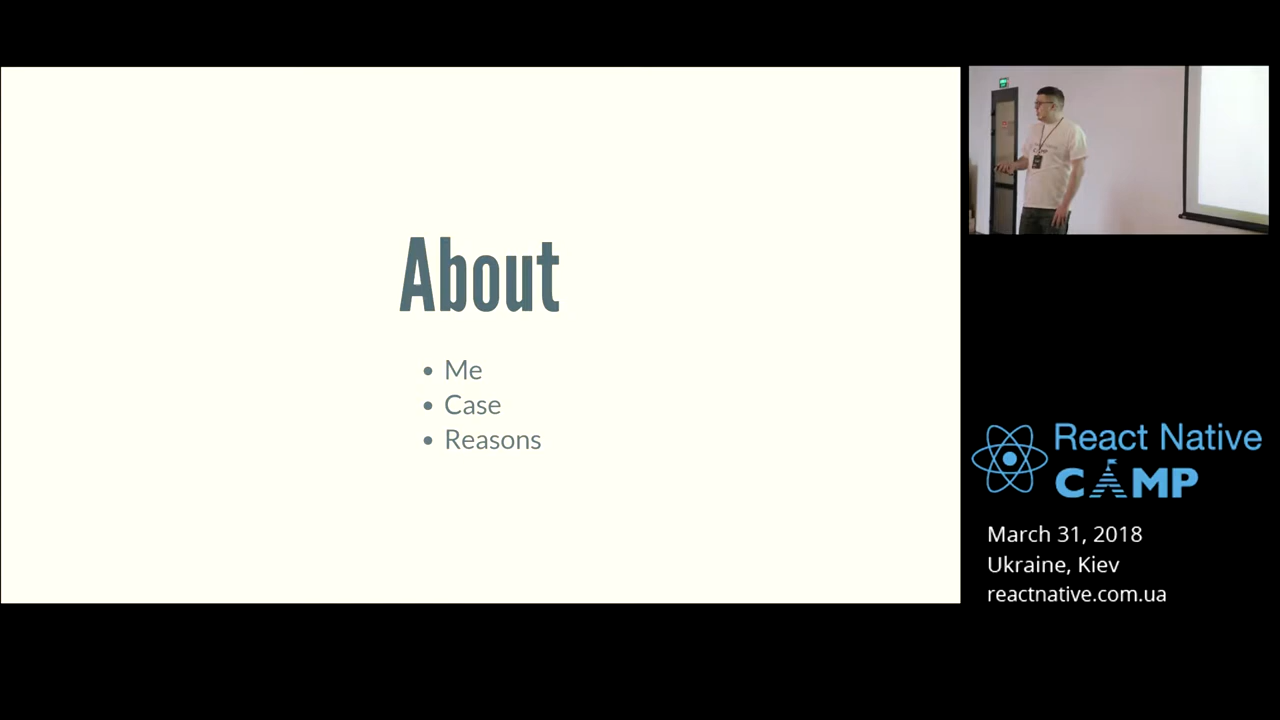 About
Me
Case
Reasons
React Native
CAMP
March 31, 2018
Ukraine, Kiev
reactnative.com.ua